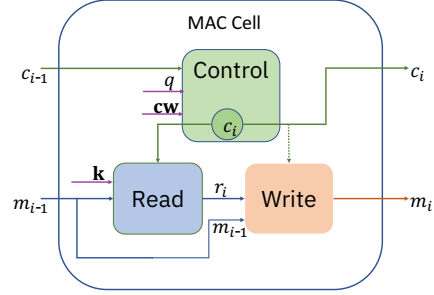 MAC Cell
Control
c_{i-1}
q
cw
c_i
c_i
k
Read
r_i
Write
m_{i-1}
m_{i-1}
m_i